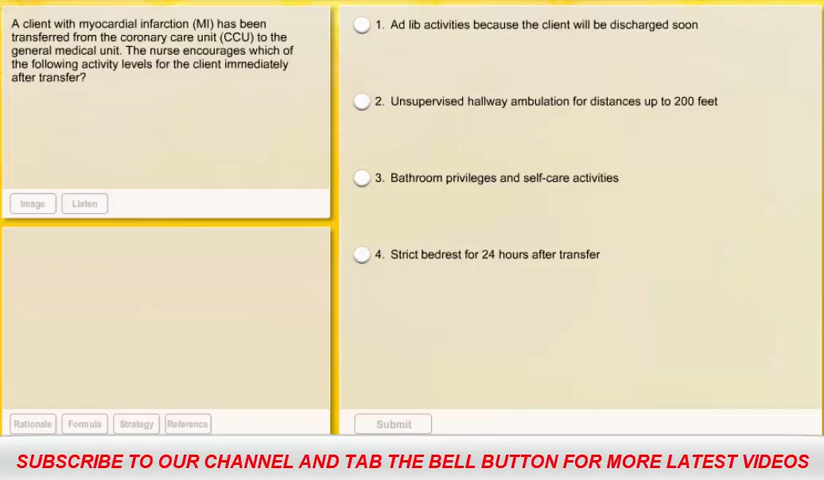 A client with myocardial infarction (MI) has been
transferred from the coronary care unit (CCU) to the
general medical unit. The nurse encourages which of
the following activity levels for the client immediately
after transfer?
Image Listen
1. Ad lib activities because the client will be discharged soon
2. Unsupervised hallway ambulation for distances up to 200 feet
3. Bathroom privileges and self-care activities
4. Strict bedrest for 24 hours after transfer
Rationale Formula Strategy Reference
Submit
SUBSCRIBE TO OUR CHANNEL AND TAB THE BELL BUTTON FOR MORE LATEST VIDEOS